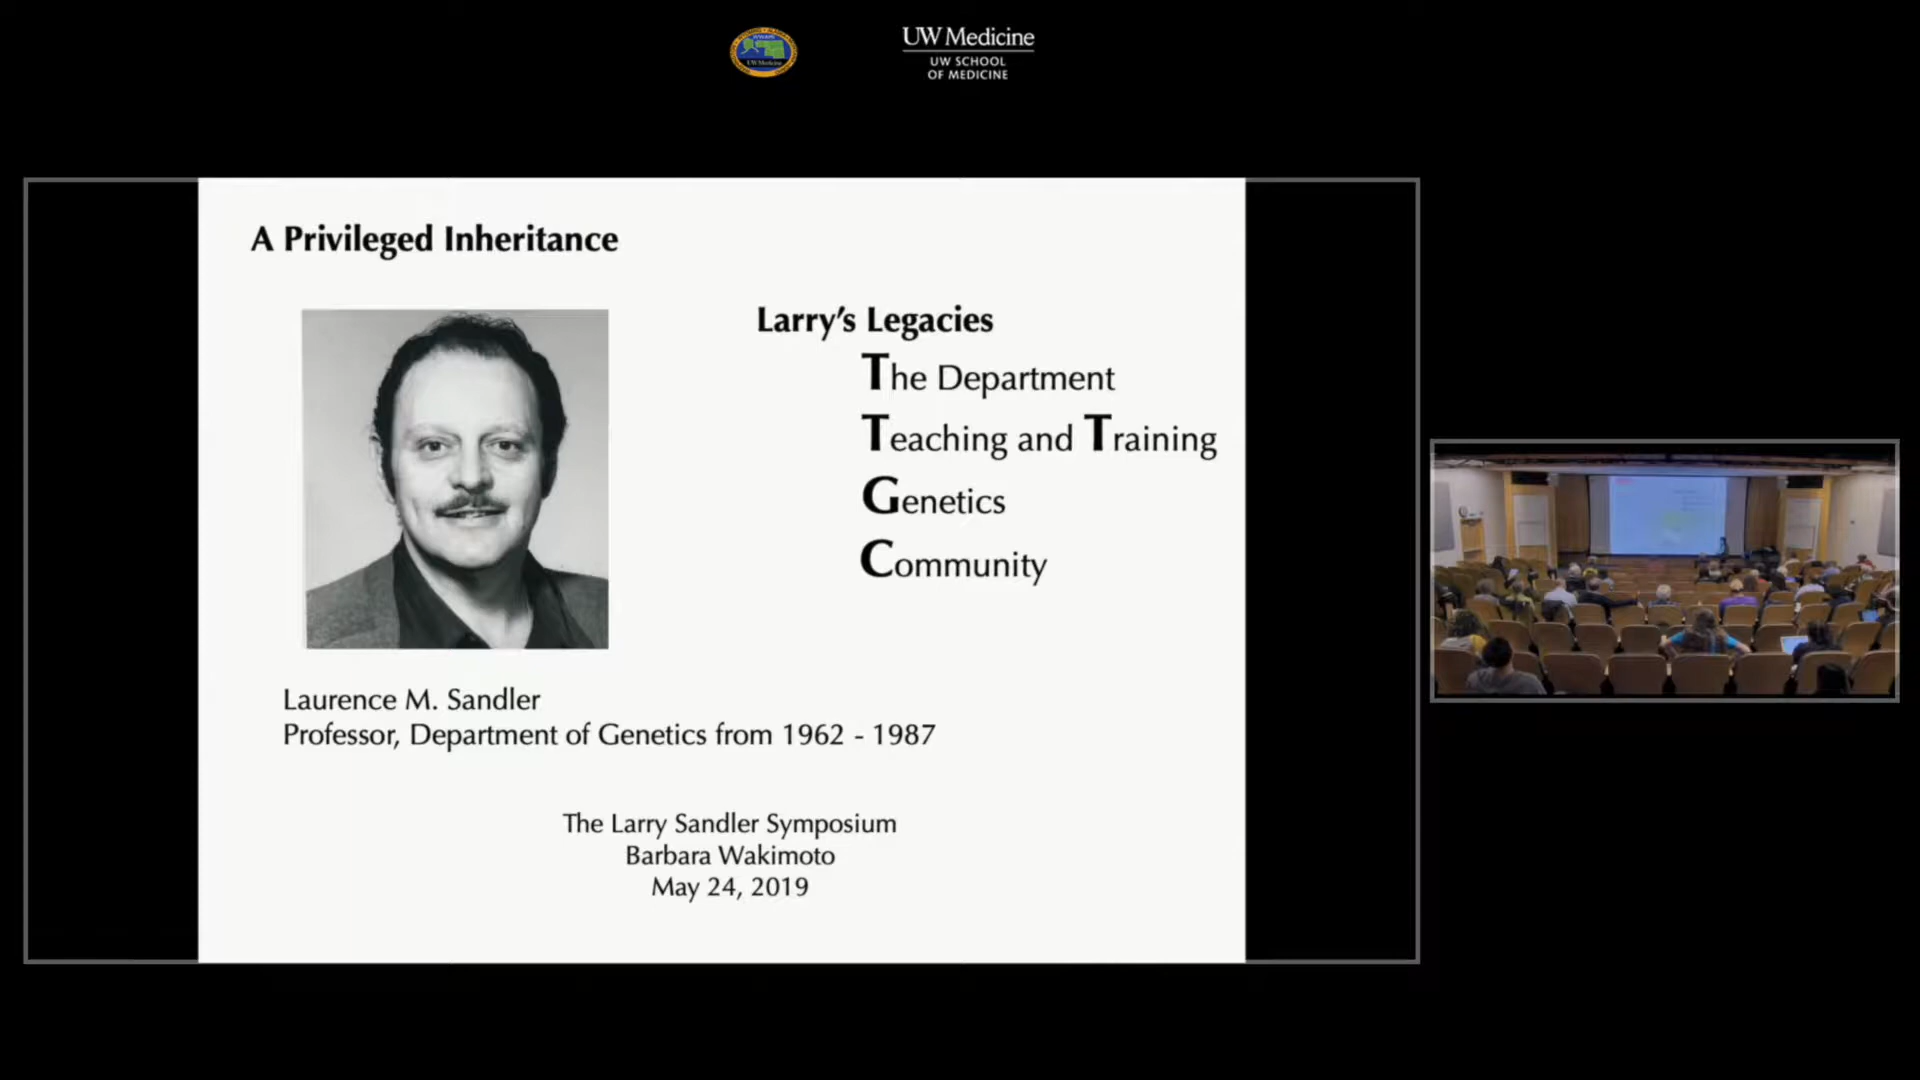 UW Medicine
UW SCHOOL
OF MEDICINE
A Privileged Inheritance
Larry's Legacies
The Department
Teaching and Training
Genetics
Community
Laurence M. Sandler
Professor, Department of Genetics from 1962 - 1987
The Larry Sandler Symposium
Barbara Wakimoto
May 24, 2019